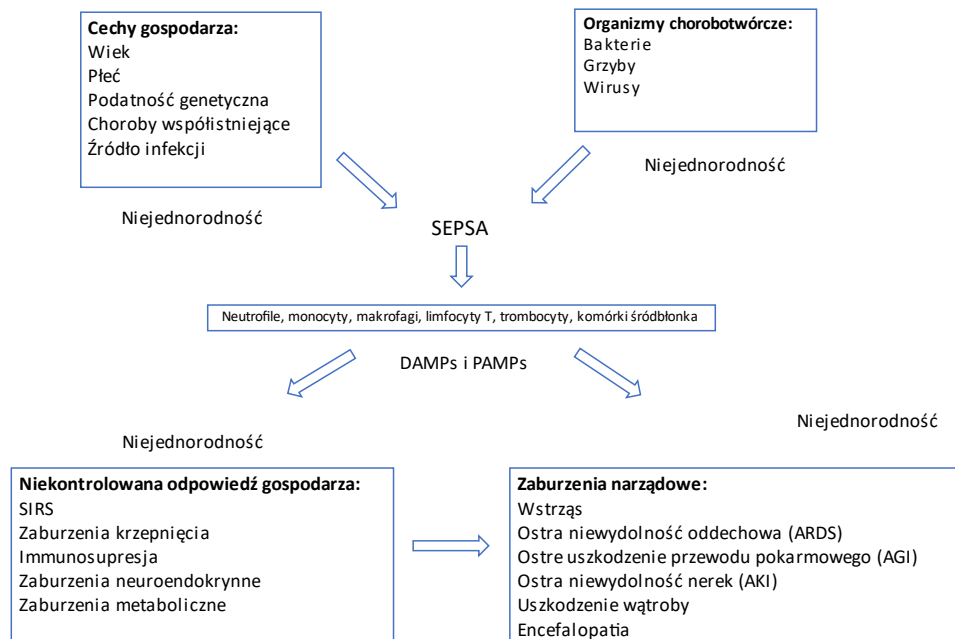 Cechy gospodarza:
Wiek
Płeć
Podatność genetyczna
Choroby współistniejące
Źródło infekcji
Organizmy chorobotwórcze:
Bakterie
Grzyby
Wirusy
Niejednorodność
Niejednorodność
SEPSA
Neutrofile, monocyty, makrofagi, limfocyty T, trombocyty, komórki śródbłonka
DAMPs i PAMPs
Niejednorodność
Niejednorodność
Niekontrolowana odpowiedź gospodarza:
SIRS
Zaburzenia krzepnięcia
Immunosupresja
Zaburzenia neuroendokrynne
Zaburzenia metaboliczne
Zaburzenia narządowe:
Wstrząs
Ostra niewydolność oddechowa (ARDS)
Ostre uszkodzenie przewodu pokarmowego (AGI)
Ostra niewydolność nerek (AKI)
Uszkodzenie wątroby
Encefalopatia